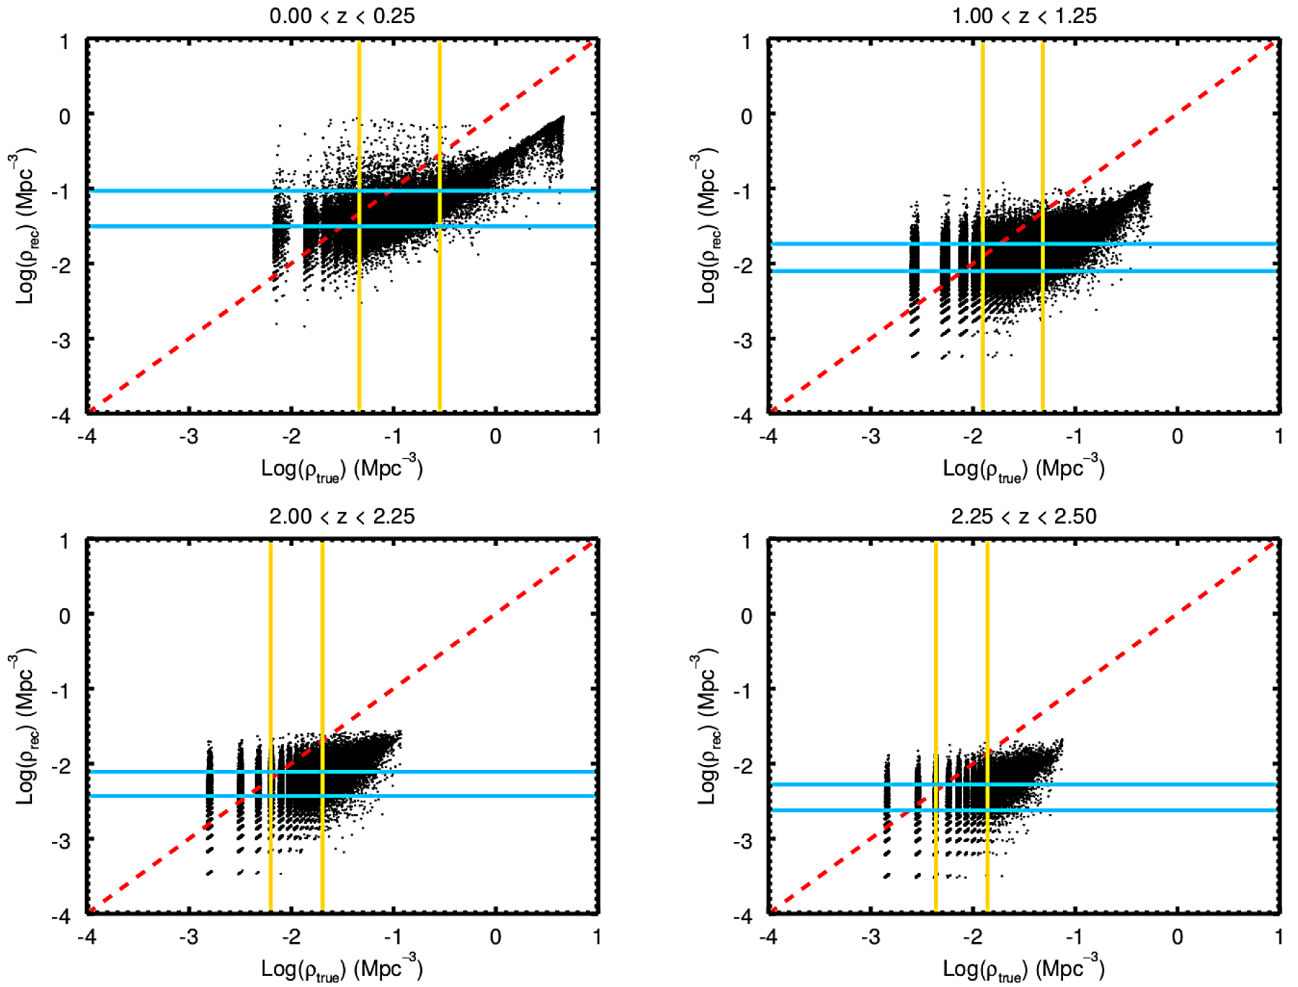 0.00 < z < 0.25
1
0
-1
-2
-3
-4
Log(ρrec) (Mpc⁻³)
-4 -3 -2 -1 0 1
Log(ρtrue) (Mpc⁻³)
1.00 < z < 1.25
1
0
-1
-2
-3
-4
Log(ρrec) (Mpc⁻³)
-4 -3 -2 -1 0 1
Log(ρtrue) (Mpc⁻³)
2.00 < z < 2.25
1
0
-1
-2
-3
-4
Log(ρrec) (Mpc⁻³)
-4 -3 -2 -1 0 1
Log(ρtrue) (Mpc⁻³)
2.25 < z < 2.50
1
0
-1
-2
-3
-4
Log(ρrec) (Mpc⁻³)
-4 -3 -2 -1 0 1
Log(ρtrue) (Mpc⁻³)